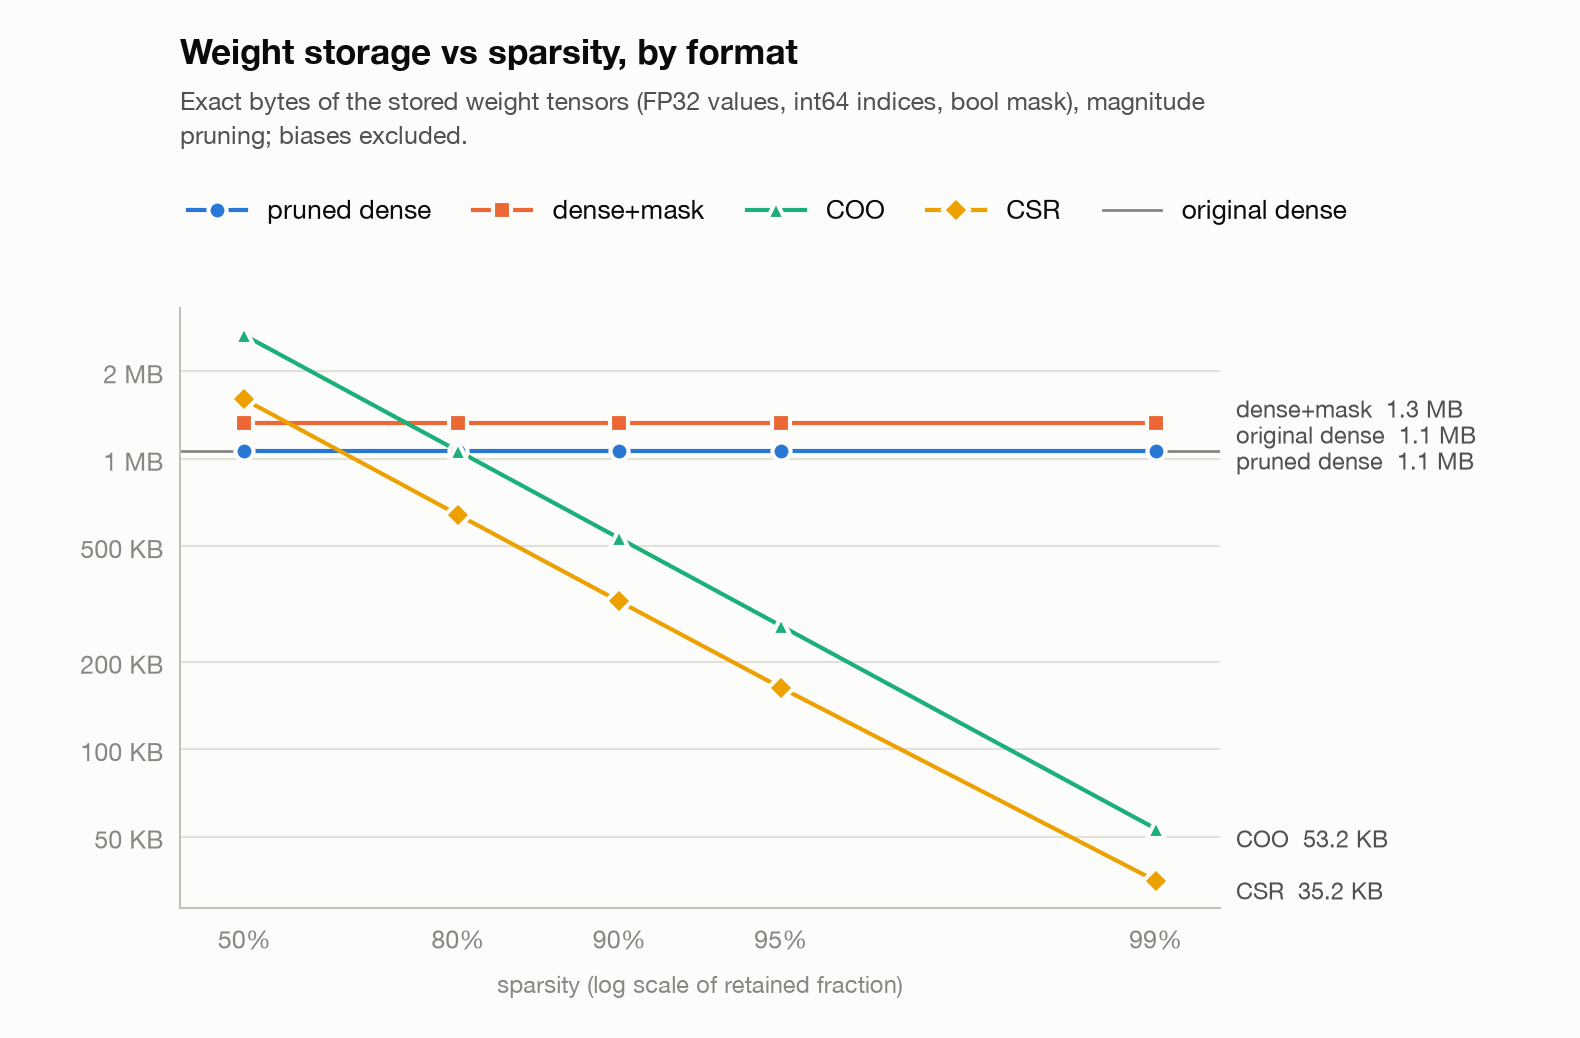 Weight storage vs sparsity, by format
Exact bytes of the stored weight tensors (FP32 values, int64 indices, bool mask), magnitude
pruning; biases excluded.
pruned dense dense+mask COO CSR original dense
2 MB
1 MB
500 KB
200 KB
100 KB
50 KB
dense+mask 1.3 MB
original dense 1.1 MB
pruned dense 1.1 MB
COO 53.2 KB
CSR 35.2 KB
50% 80% 90% 95% 99%
sparsity (log scale of retained fraction)